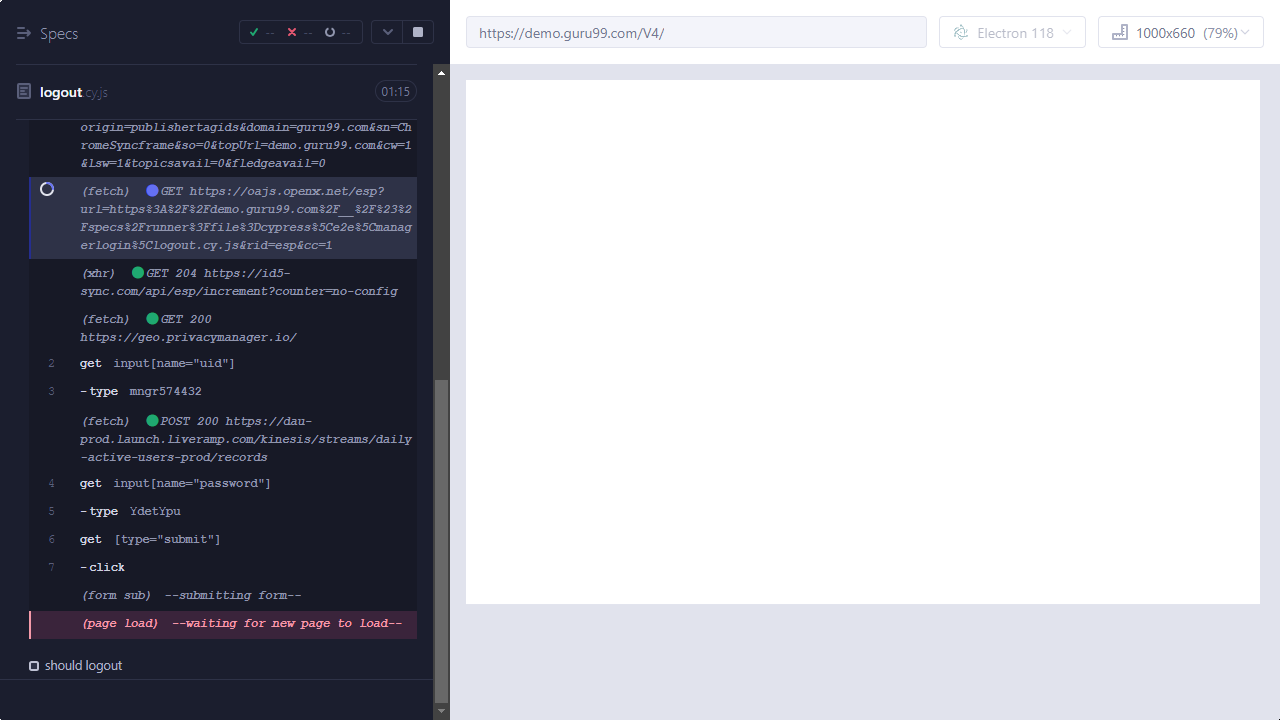 Specs
-- -- --
https://demo.guru99.com/V4/
Electron 118
1000x660 (79%)
logout.cy.js
01:15
origin=publishertagids&domain=guru99.com&sn=Ch
romeSyncframe&so=0&topUrl=demo.guru99.com&cw=1
&lsw=1&topicsavail=0&fledgeavail=0
(fetch) GET https://oajs.openx.net/esp?
url=https%3A%2F%2Fdemo.guru99.com%2F__%2F%23%2
Fspecs%2Frunner%3Ffile%3Dcypress%5Ce2e%5Cmanag
erlogin%5Clogout.cy.js&rid=esp&cc=1
(xhr) GET 204 https://id5-
sync.com/api/esp/increment?counter=no-config
(fetch) GET 200
https://geo.privacymanager.io/
2 get input[name="uid"]
3 -type mngr574432
(fetch) POST 200 https://dau-
prod.launch.liveramp.com/kinesis/streams/daily
-active-users-prod/records
4 get input[name="password"]
5 -type YdetYpu
6 get [type="submit"]
7 -click
(form sub) --submitting form--
(page load) --waiting for new page to load--
should logout